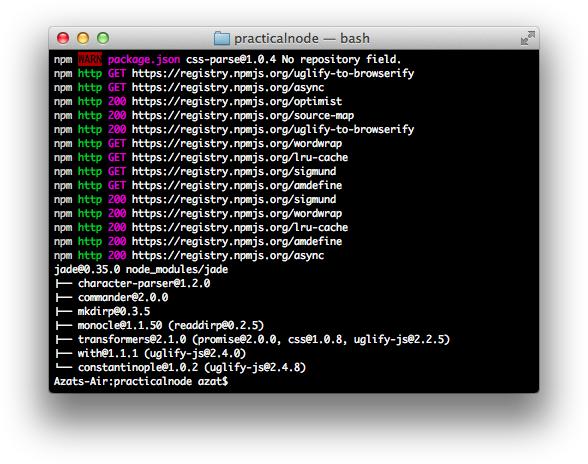 practicalnode — bash
npm WARN package.json css-parse@1.0.4 No repository field.
npm http GET https://registry.npmjs.org/uglify-to-browserify
npm http GET https://registry.npmjs.org/async
npm http 200 https://registry.npmjs.org/optimist
npm http 200 https://registry.npmjs.org/source-map
npm http 200 https://registry.npmjs.org/uglify-to-browserify
npm http GET https://registry.npmjs.org/wordwrap
npm http GET https://registry.npmjs.org/lru-cache
npm http GET https://registry.npmjs.org/sigmund
npm http GET https://registry.npmjs.org/amdefine
npm http 200 https://registry.npmjs.org/sigmund
npm http 200 https://registry.npmjs.org/wordwrap
npm http 200 https://registry.npmjs.org/lru-cache
npm http 200 https://registry.npmjs.org/amdefine
npm http 200 https://registry.npmjs.org/async
jade@0.35.0 node_modules/jade
├── character-parser@1.2.0
├── commander@2.0.0
├── mkdirp@0.3.5
├── monocle@1.1.50 (readdirp@0.2.5)
├── transformers@2.1.0 (promise@2.0.0, css@1.0.8, uglify-js@2.2.5)
├── with@1.1.1 (uglify-js@2.4.0)
└── constantinople@1.0.2 (uglify-js@2.4.8)
Azats-Air:practicalnode azat$